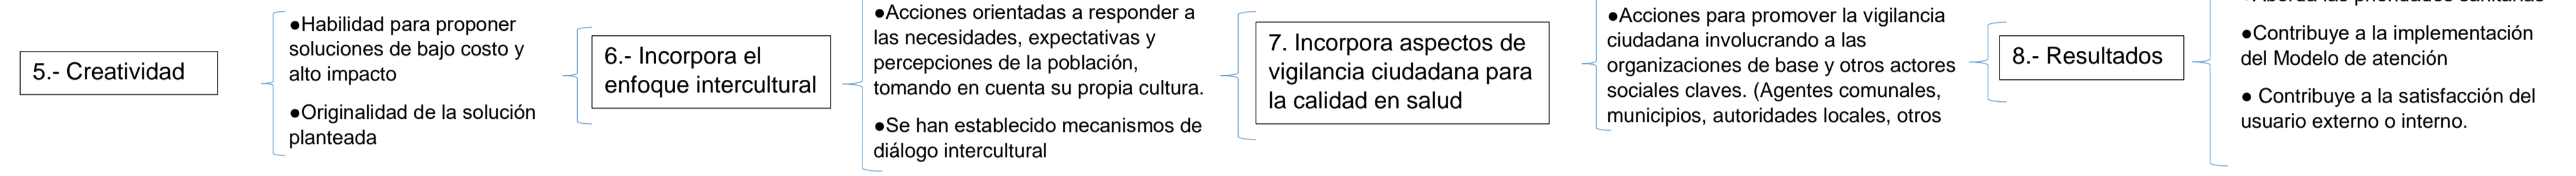 5.- Creatividad
●Habilidad para proponer
soluciones de bajo costo y
alto impacto
●Originalidad de la solución
planteada
6.- Incorpora el
enfoque intercultural
●Acciones orientadas a responder a
las necesidades, expectativas y
percepciones de la población,
tomando en cuenta su propia cultura.
●Se han establecido mecanismos de
diálogo intercultural
7. Incorpora aspectos de
vigilancia ciudadana para
la calidad en salud
●Acciones para promover la vigilancia
ciudadana involucrando a las
organizaciones de base y otros actores
sociales claves. (Agentes comunales,
municipios, autoridades locales, otros
8.- Resultados
●Contribuye a la implementación
del Modelo de atención
● Contribuye a la satisfacción del
usuario externo o interno.